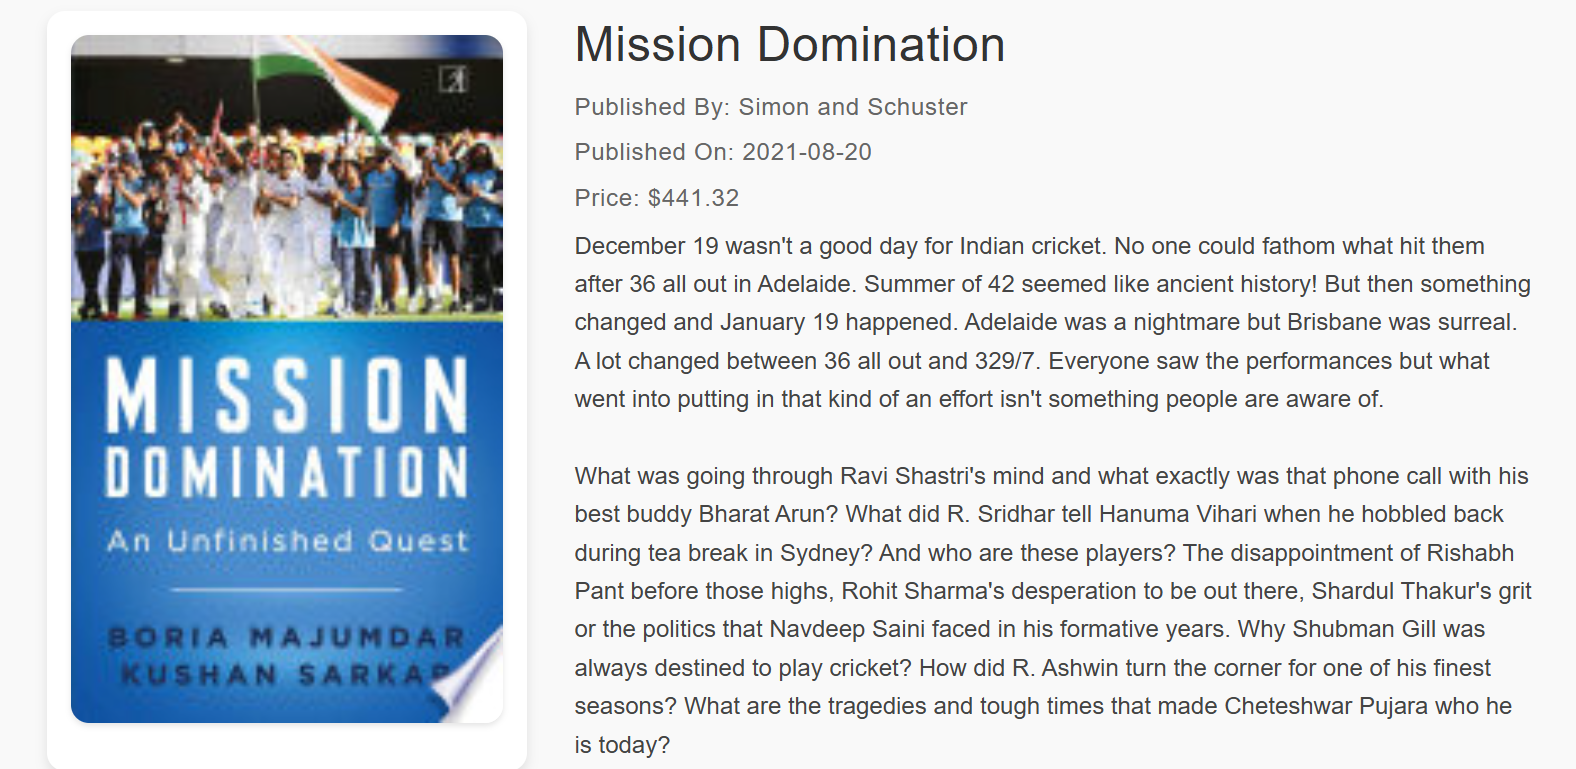 MISSION
DOMINATION
An Unfinished Quest
BORIA MAJUMDAR
KUSHAN SARKAR
Mission Domination
Published By: Simon and Schuster
Published On: 2021-08-20
Price: $441.32
December 19 wasn't a good day for Indian cricket. No one could fathom what hit them
after 36 all out in Adelaide. Summer of 42 seemed like ancient history! But then something
changed and January 19 happened. Adelaide was a nightmare but Brisbane was surreal.
A lot changed between 36 all out and 329/7. Everyone saw the performances but what
went into putting in that kind of an effort isn't something people are aware of.
What was going through Ravi Shastri's mind and what exactly was that phone call with his
best buddy Bharat Arun? What did R. Sridhar tell Hanuma Vihari when he hobbled back
during tea break in Sydney? And who are these players? The disappointment of Rishabh
Pant before those highs, Rohit Sharma's desperation to be out there, Shardul Thakur's grit
or the politics that Navdeep Saini faced in his formative years. Why Shubman Gill was
always destined to play cricket? How did R. Ashwin turn the corner for one of his finest
seasons? What are the tragedies and tough times that made Cheteshwar Pujara who he
is today?